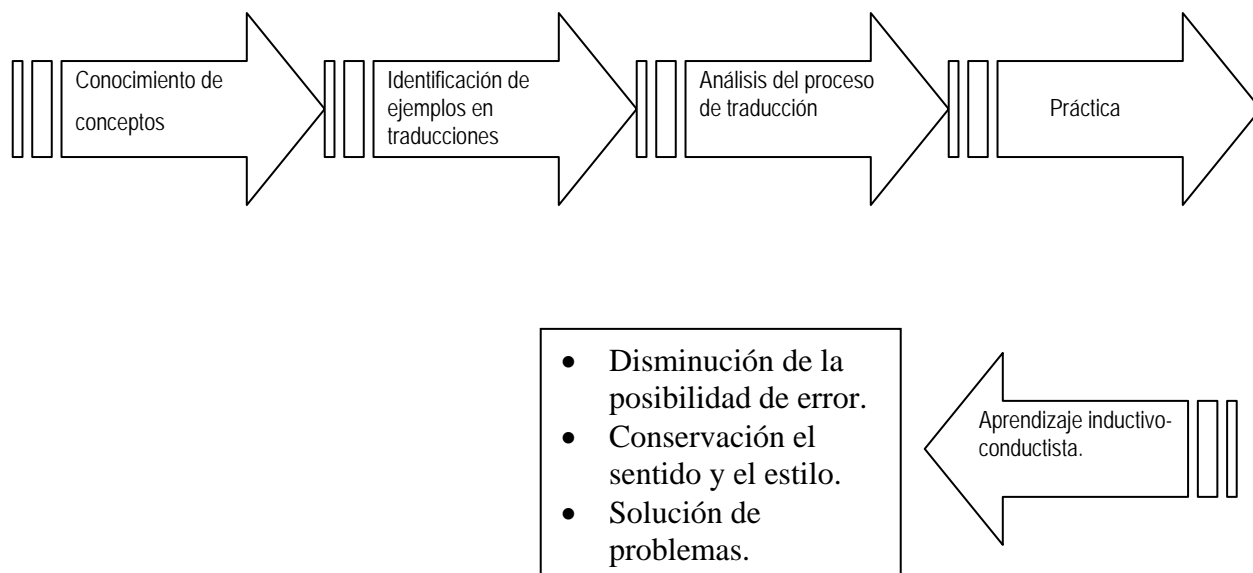 Conocimiento de
conceptos
Identificación de
ejemplos en
traducciones
Análisis del proceso
de traducción
Práctica
Aprendizaje inductivo-
conductista.
• Disminución de la
posibilidad de error.
• Conservación el
sentido y el estilo.
• Solución de
problemas.